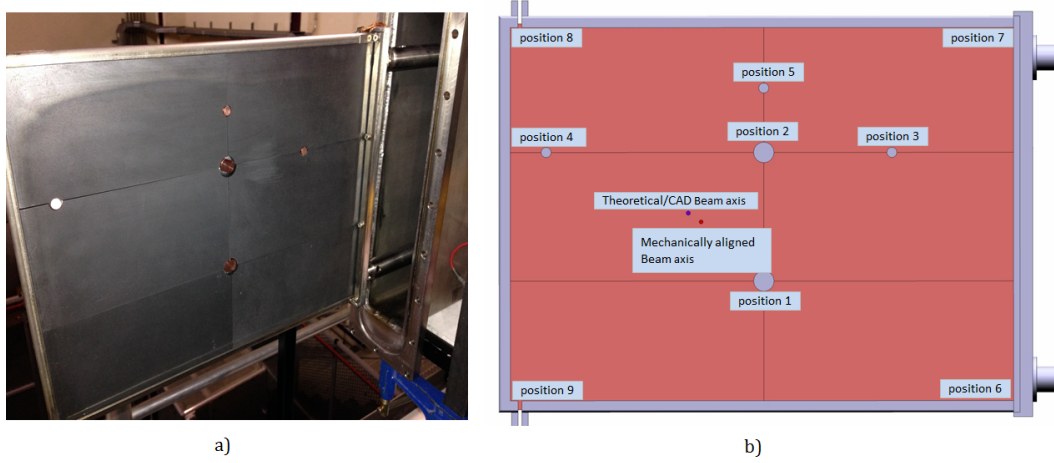 position 8
position 7
position 5
position 4
position 2
position 3
Theoretical/CAD Beam axis
Mechanically aligned
Beam axis
position 1
position 9
position 6
a)
b)